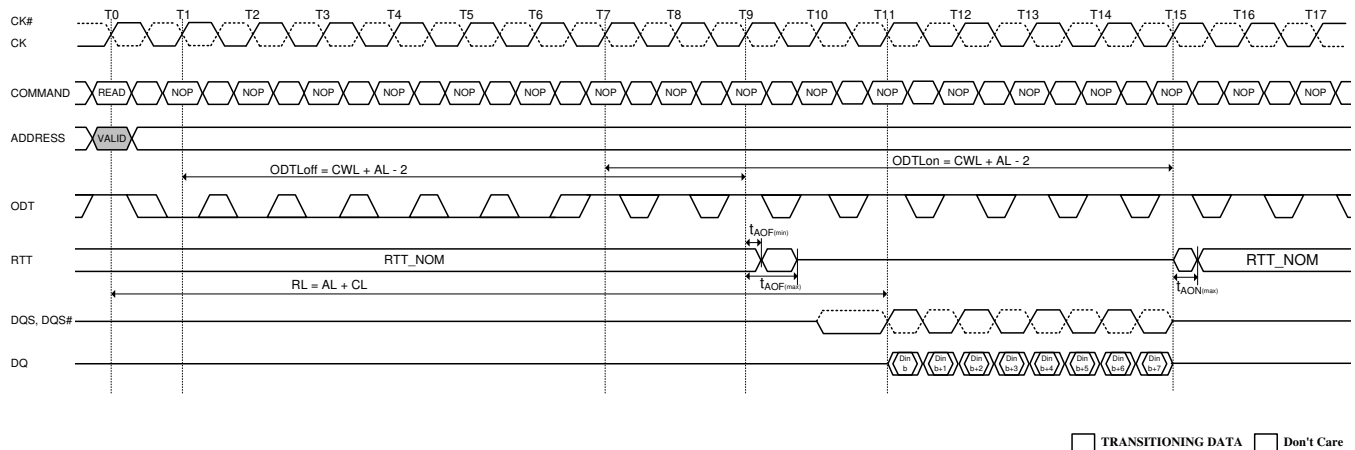 T0 T1 T2 T3 T4 T5 T6 T7 T8 T9 T10 T11 T12 T13 T14 T15 T16 T17
CK#
CK
COMMAND READ NOP NOP NOP NOP NOP NOP NOP NOP NOP NOP NOP NOP NOP NOP NOP NOP NOP
ADDRESS VALID
ODTLoff = CWL + AL - 2
ODTLon = CWL + AL - 2
ODT
tAOF(min)
RTT RTT_NOM RTT_NOM
tAOF(max)
tAON(max)
RL = AL + CL
DQS, DQS#
DQ
Din b
Din b+1
Din b+2
Din b+3
Din b+4
Din b+5
Din b+6
Din b+7
TRANSITIONING DATA Don't Care